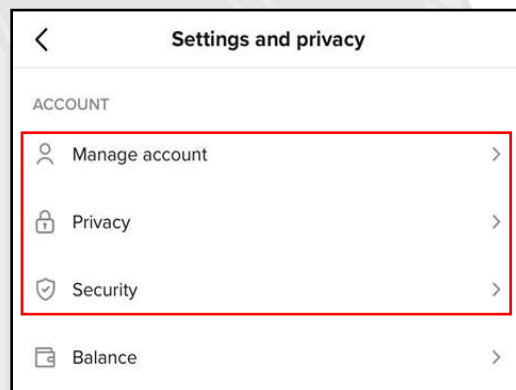 Settings and privacy
ACCOUNT
Manage account
Privacy
Security
Balance